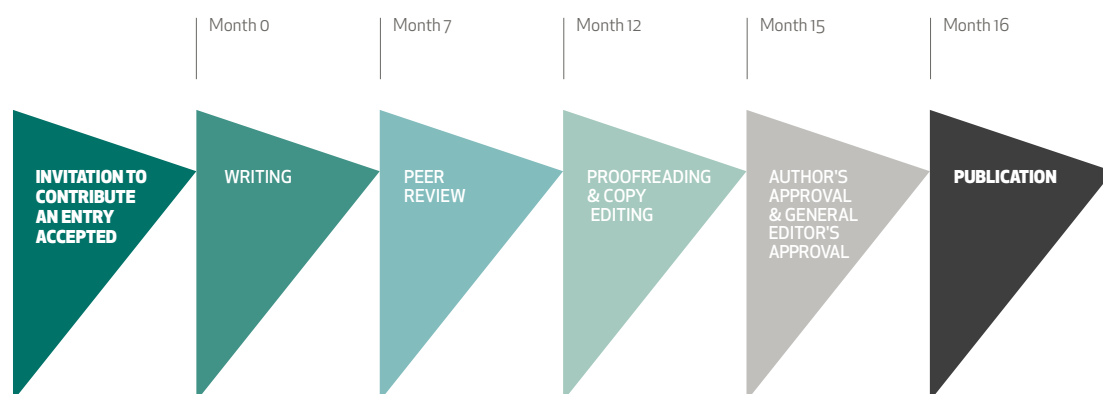 Month 0
Month 7
Month 12
Month 15
Month 16
INVITATION TO
CONTRIBUTE
AN ENTRY
ACCEPTED
WRITING
PEER
REVIEW
PROOFREADING
& COPY
EDITING
AUTHOR'S
APPROVAL
& GENERAL
EDITOR'S
APPROVAL
PUBLICATION